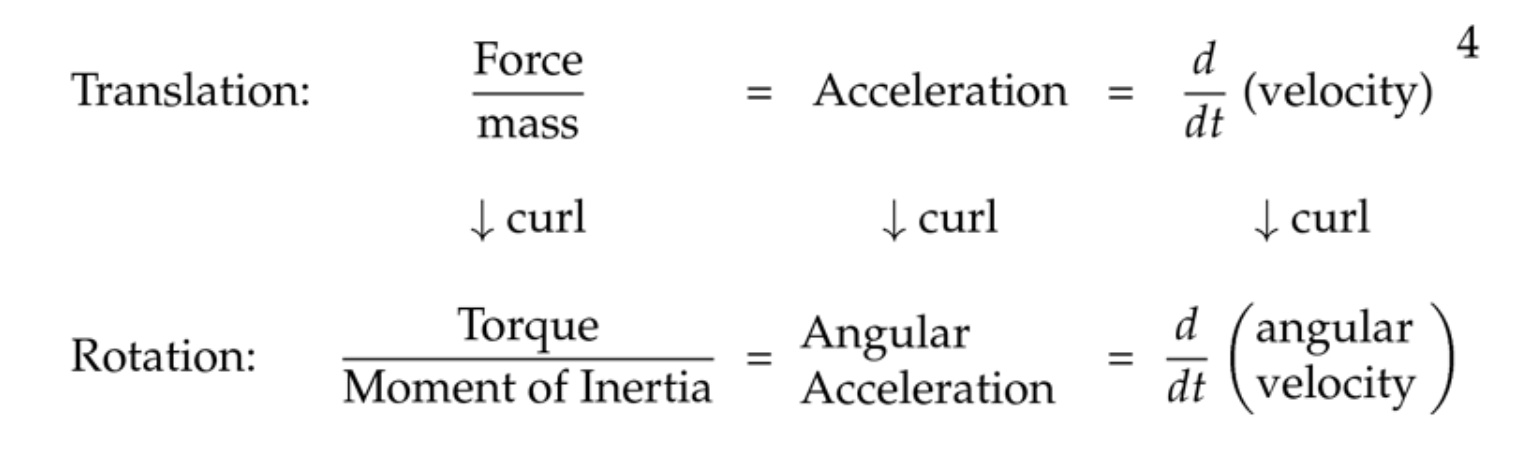 Translation: Force/mass = Acceleration = d/dt (velocity) 4
↓ curl ↓ curl ↓ curl
Rotation: Torque/Moment of Inertia = Angular Acceleration = d/dt (angular velocity)